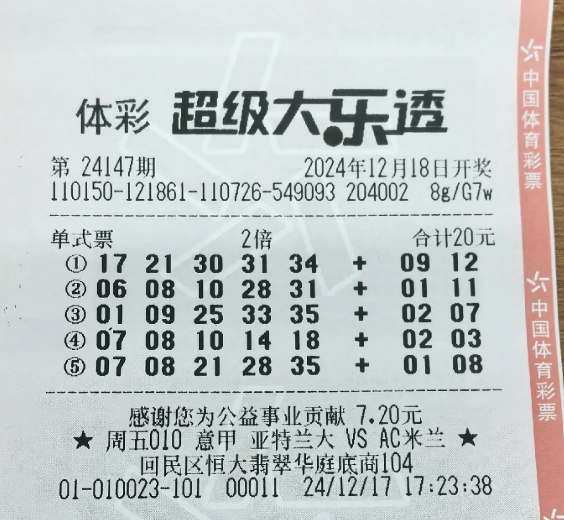 体彩 超级大乐透
第 24147期 2024年12月18日开奖
110150-121861-110726-549093 204002 8g/G7w
单式票 2倍 合计20元
① 17 21 30 31 34 + 09 12
② 06 08 10 28 31 + 01 11
③ 01 09 25 33 35 + 02 07
④ 07 08 10 14 18 + 02 03
⑤ 07 08 21 28 35 + 01 08
感谢您为公益事业贡献 7.20元
★ 周五010 意甲 亚特兰大 VS AC米兰 ★
回民区恒大翡翠华庭底商104
01-010023-101 00011 24/12/17 17:23:38
中国体育彩票
中国体育彩票